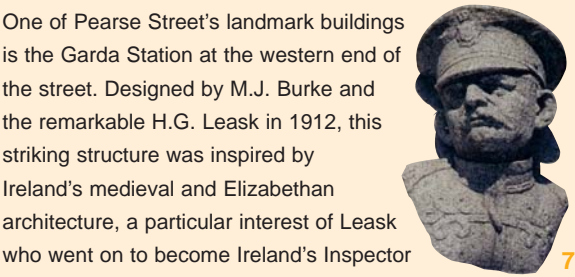 One of Pearse Street's landmark buildings
is the Garda Station at the western end of
the street. Designed by M.J. Burke and
the remarkable H.G. Leask in 1912, this
striking structure was inspired by
Ireland's medieval and Elizabethan
architecture, a particular interest of Leask
who went on to become Ireland's Inspector
7